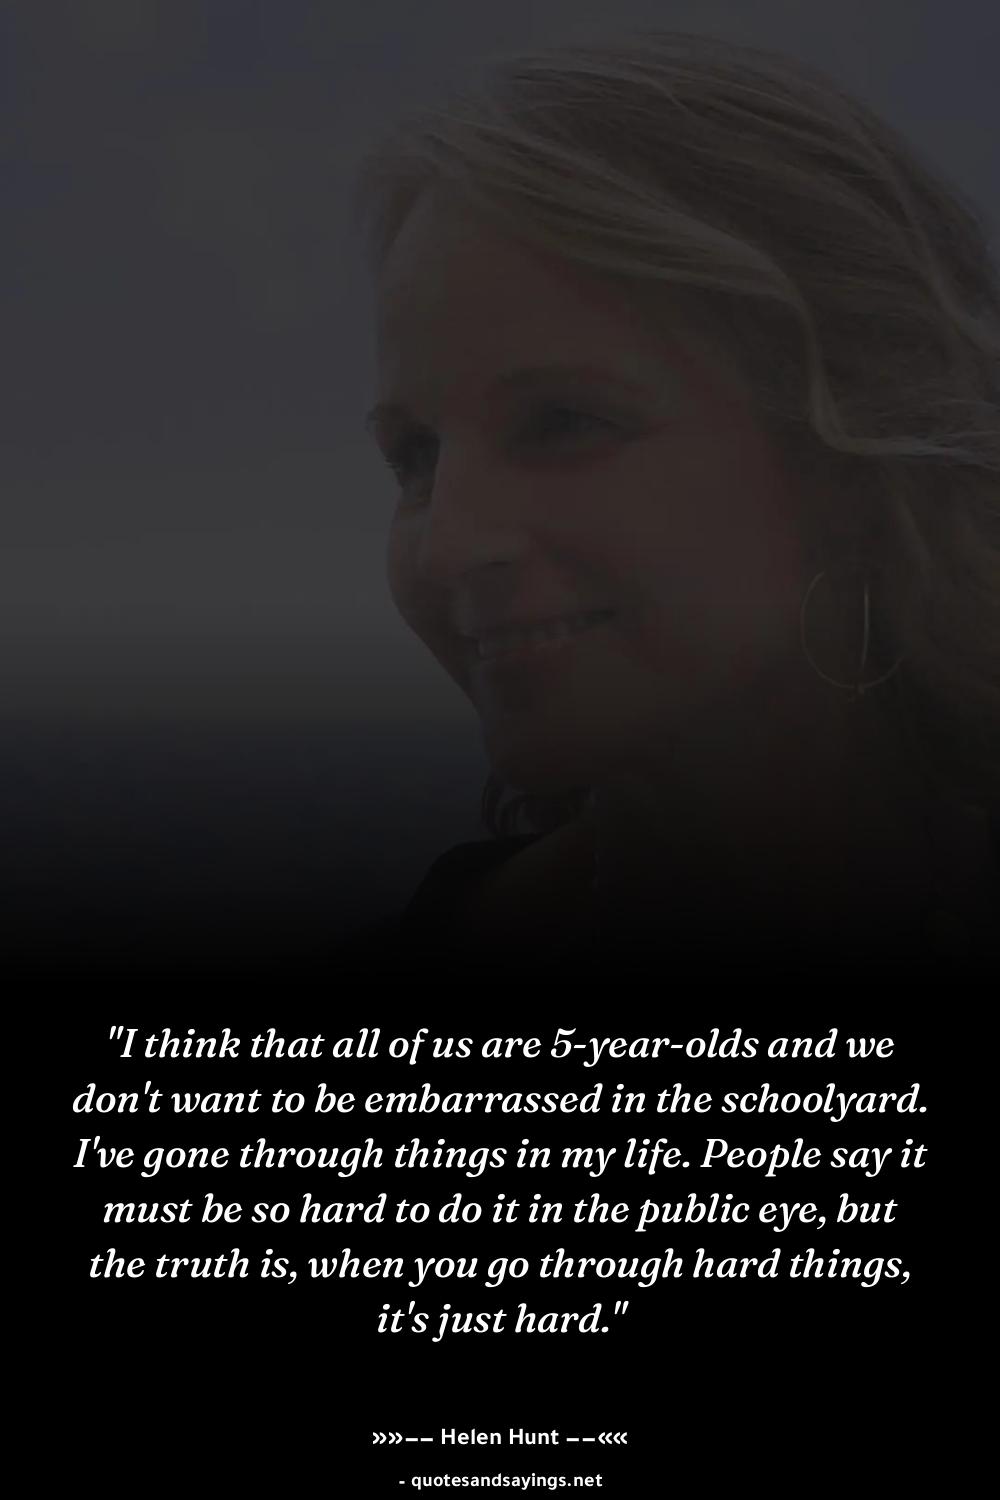 "I think that all of us are 5-year-olds and we
don't want to be embarrassed in the schoolyard.
I've gone through things in my life. People say it
must be so hard to do it in the public eye, but
the truth is, when you go through hard things,
it's just hard."
»»−− Helen Hunt −−««
- quotesandsayings.net